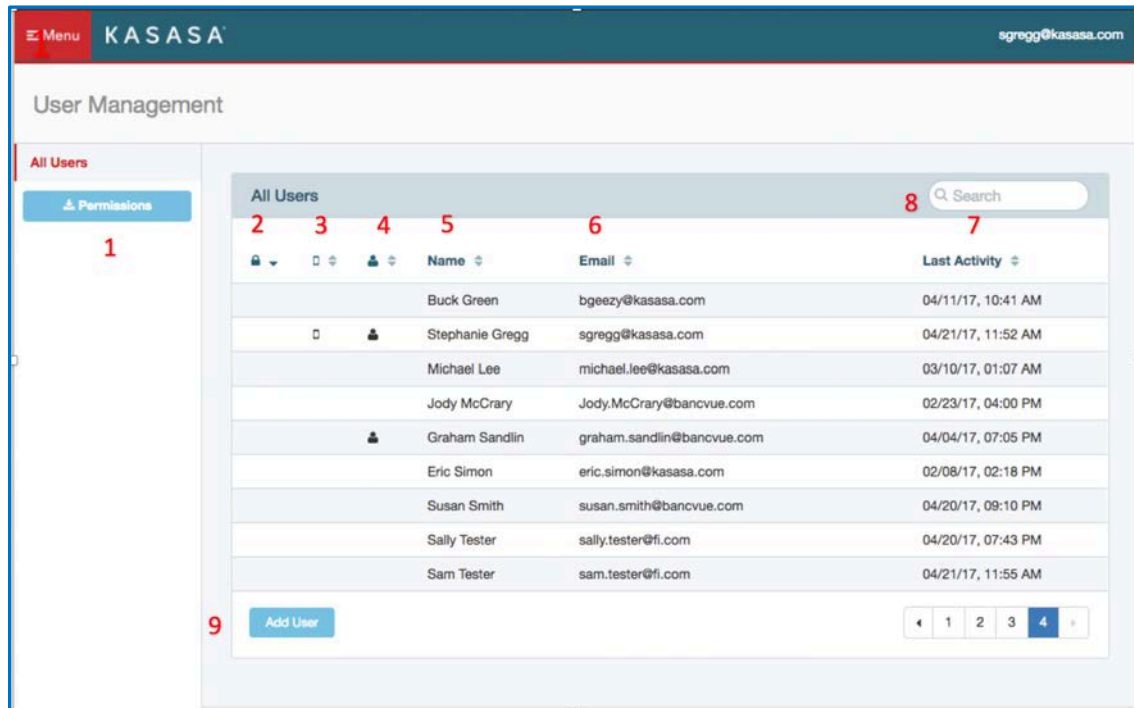 Menu KASASA® sgregg@kasasa.com
1
User Management
All Users
Permissions
1
All Users
8 Search
2 3 4 5 6 7
Name Email Last Activity
Buck Green bgeezy@kasasa.com 04/11/17, 10:41 AM
Stephanie Gregg sgregg@kasasa.com 04/21/17, 11:52 AM
Michael Lee michael.lee@kasasa.com 03/10/17, 01:07 AM
Jody McCrary Jody.McCrary@bancvue.com 02/23/17, 04:00 PM
Graham Sandlin graham.sandlin@bancvue.com 04/04/17, 07:05 PM
Eric Simon eric.simon@kasasa.com 02/08/17, 02:18 PM
Susan Smith susan.smith@bancvue.com 04/20/17, 09:10 PM
Sally Tester sally.tester@fi.com 04/20/17, 07:43 PM
Sam Tester sam.tester@fi.com 04/21/17, 11:55 AM
9 Add User 1 2 3 4